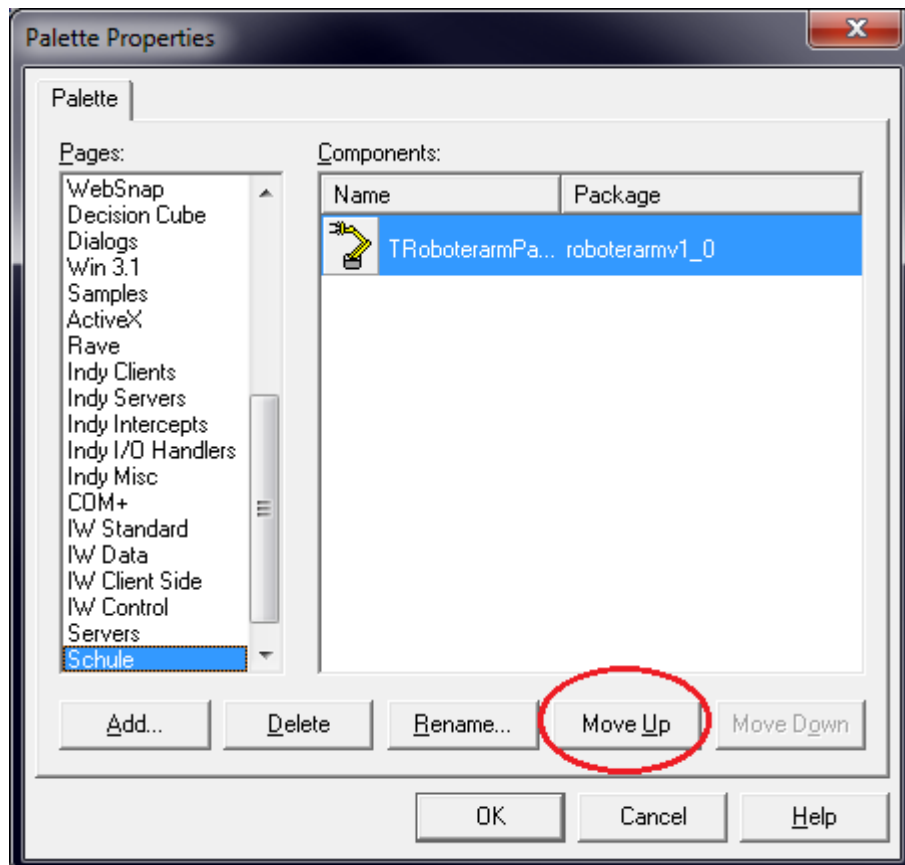 Palette Properties
Palette
Pages:
Components:
WebSnap
Decision Cube
Dialogs
Win 3.1
Samples
ActiveX
Rave
Indy Clients
Indy Servers
Indy Intercepts
Indy I/O Handlers
Indy Misc
COM+
IW Standard
IW Data
IW Client Side
IW Control
Servers
Schule
Name Package
TRoboterarmPa... roboterarmv1_0
Add... Delete Rename... Move Up Move Down
OK Cancel Help